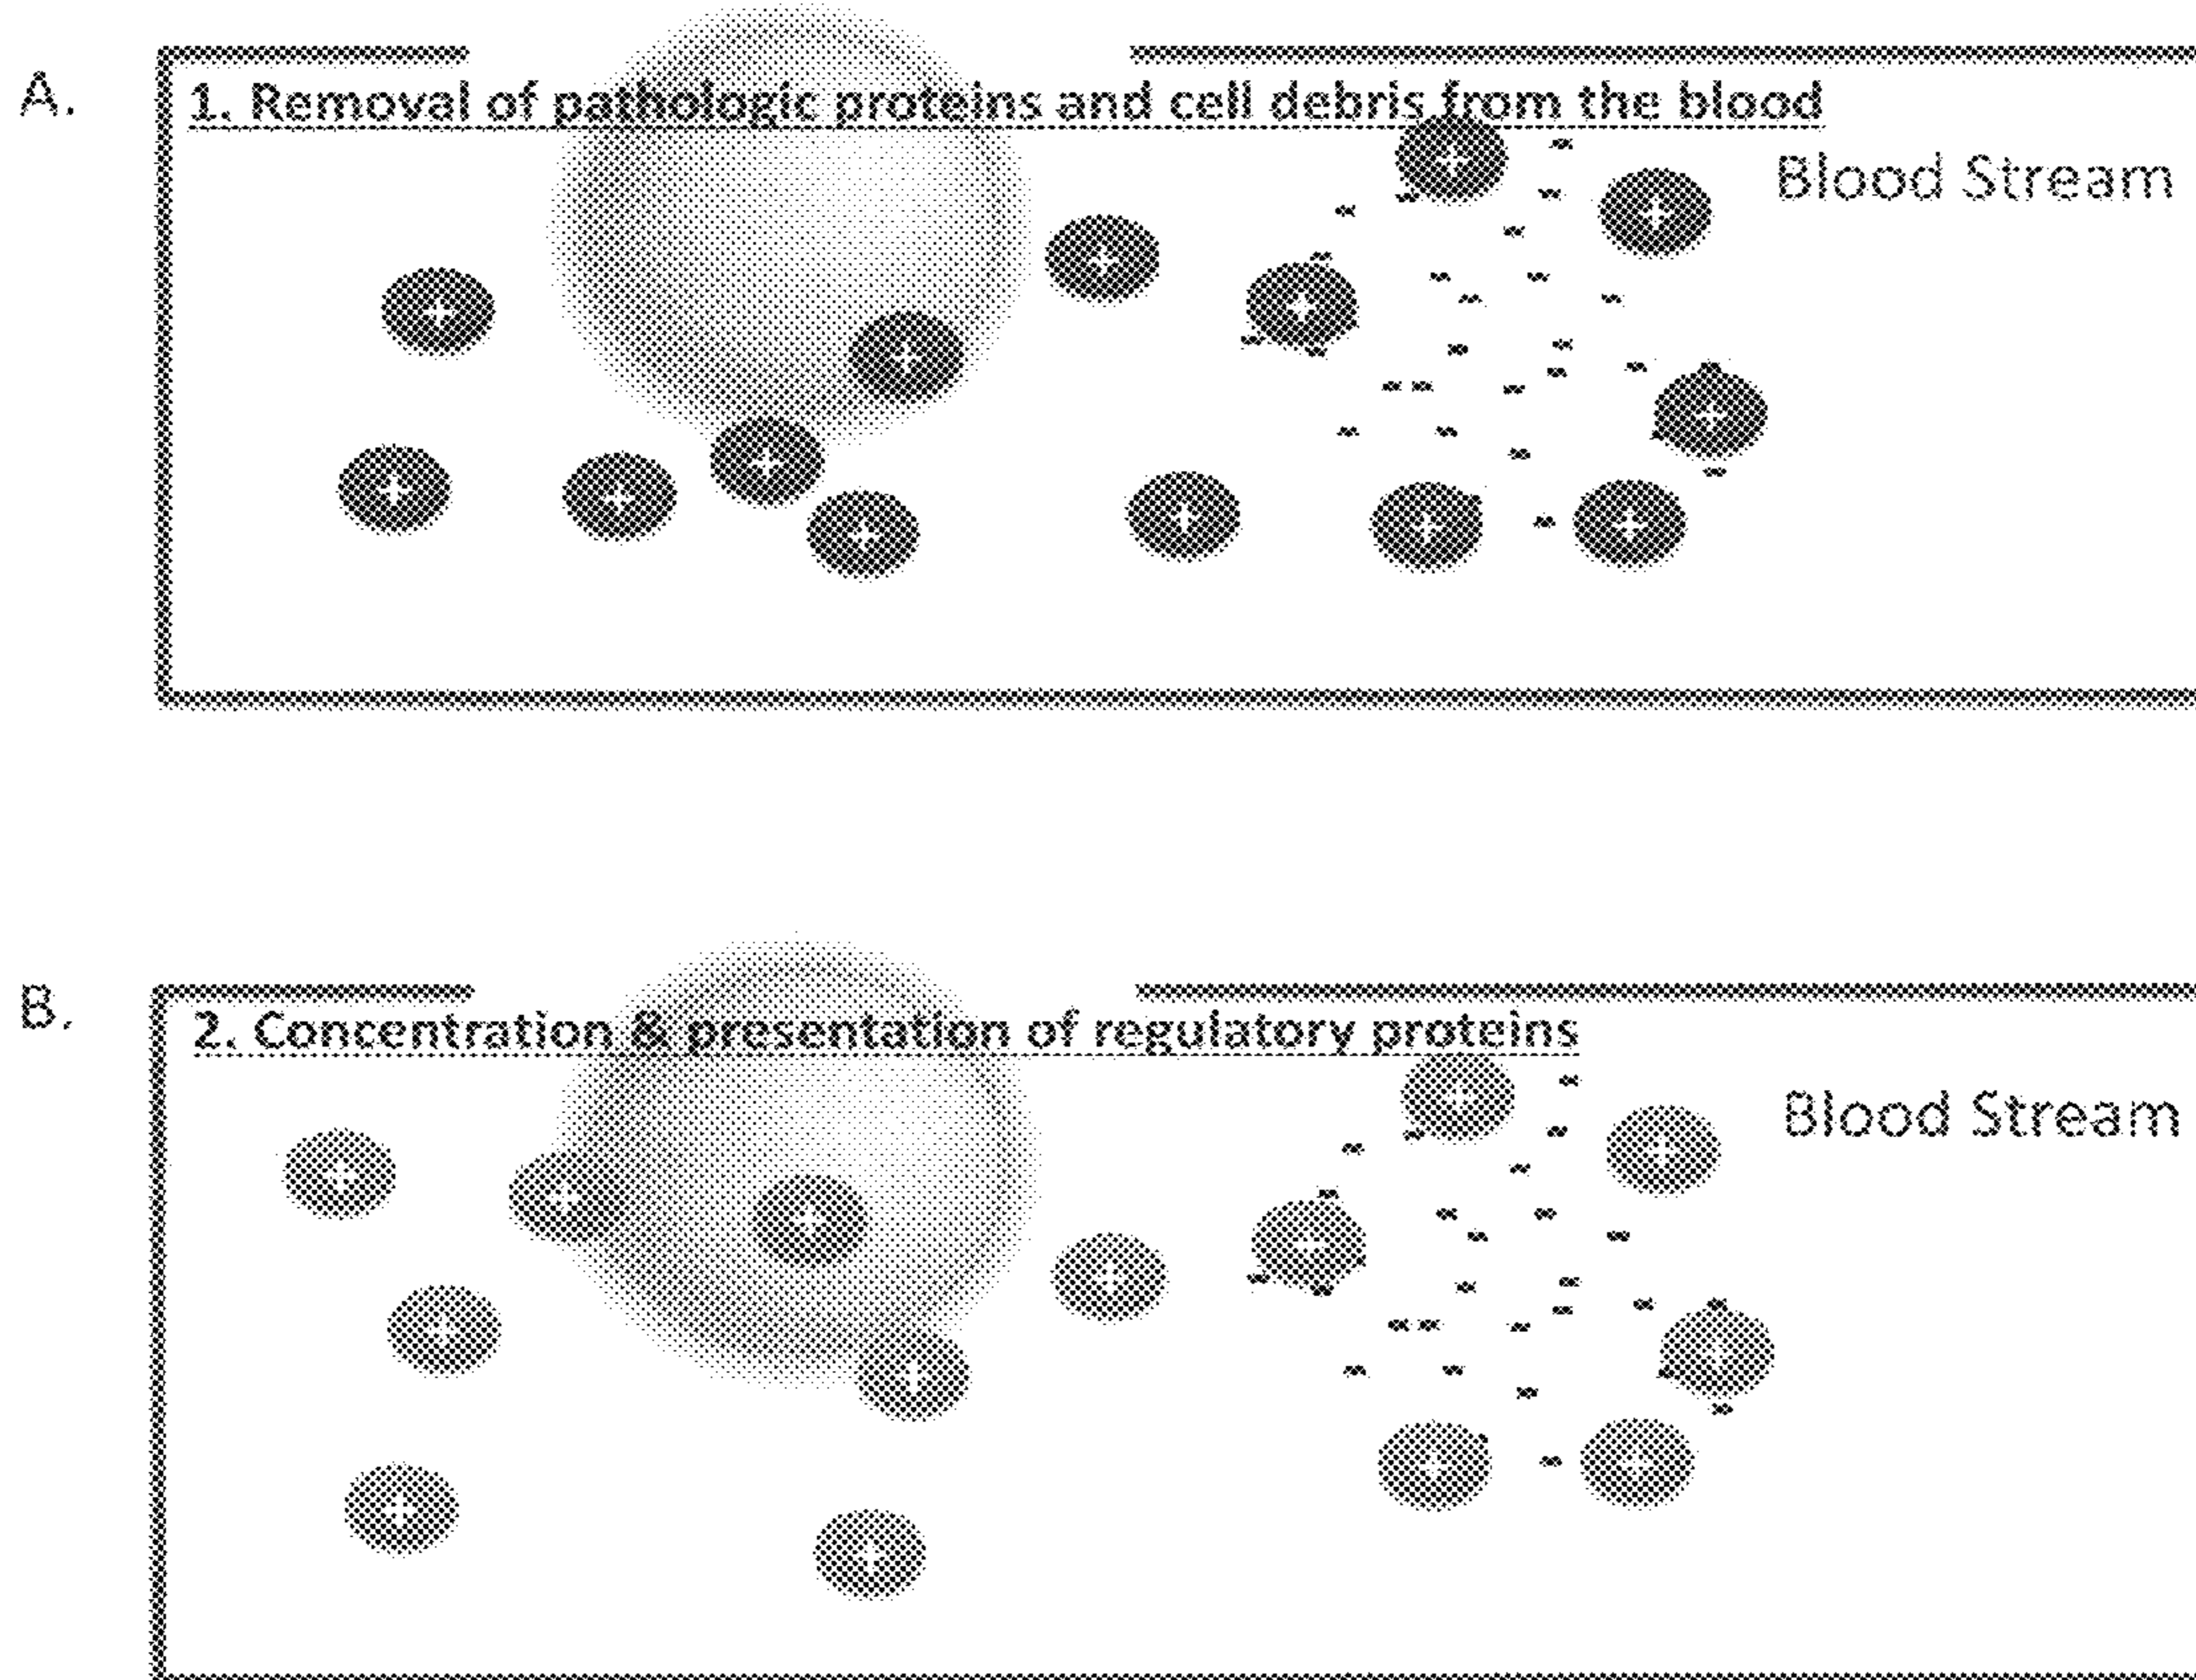 A.
1. Removal of pathologic proteins and cell debris from the blood
Blood Stream
B.
2. Concentration & presentation of regulatory proteins
Blood Stream